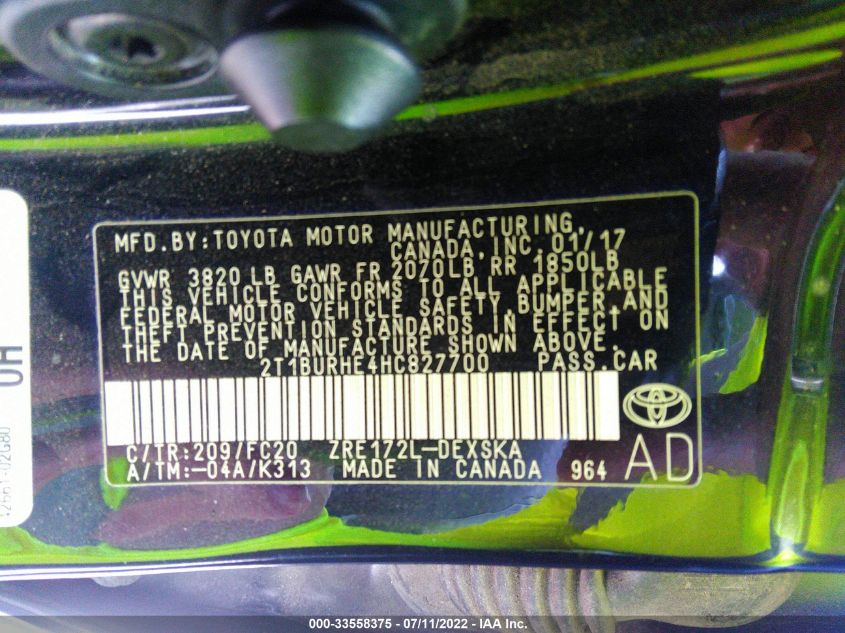 MFD.BY:TOYOTA MOTOR MANUFACTURING,
CANADA, INC. 01/17
GVWR 3820 LB GAWR FR 2070LB RR 1850LB
THIS VEHICLE CONFORMS TO ALL APPLICABLE
FEDERAL MOTOR VEHICLE SAFETY,BUMPER,AND
THEFT PREVENTION STANDARDS IN EFFECT ON
THE DATE OF MANUFACTURE SHOWN ABOVE.
2T1BURHE4HC827700 PASS.CAR
C/TR:209/FC20 ZRE172L-DEXSKA
A/TM:-04A/K313 MADE IN CANADA 964
AD
000-33558375 - 07/11/2022 - IAA Inc.